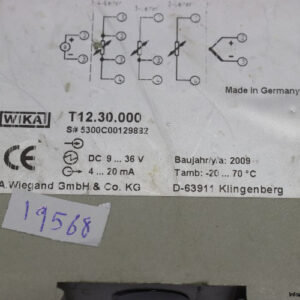 Made in Germany
WIKA T12.30.000
S# 5300C00129832
CE DC 9 ... 36 V Baujahr/y/a: 2009
4 ... 20 mA Tamb: -20 ... 70 °C
A.Wiegand GmbH & Co. KG D-63911 Klingenberg
19568